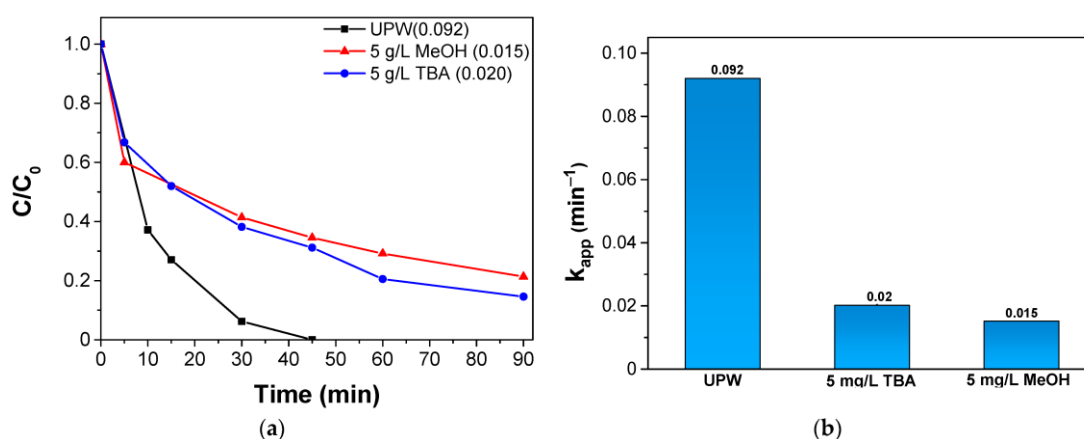 UPW(0.092)
5 g/L MeOH (0.015)
5 g/L TBA (0.020)
1.0
0.8
0.6
0.4
0.2
0
C/C0
0 10 20 30 40 50 60 70 80 90
Time (min)
(a)
0.10
0.08
0.06
0.04
0.02
0
kapp (min−1)
0.092
0.02
0.015
UPW 5 mg/L TBA 5 mg/L MeOH
(b)